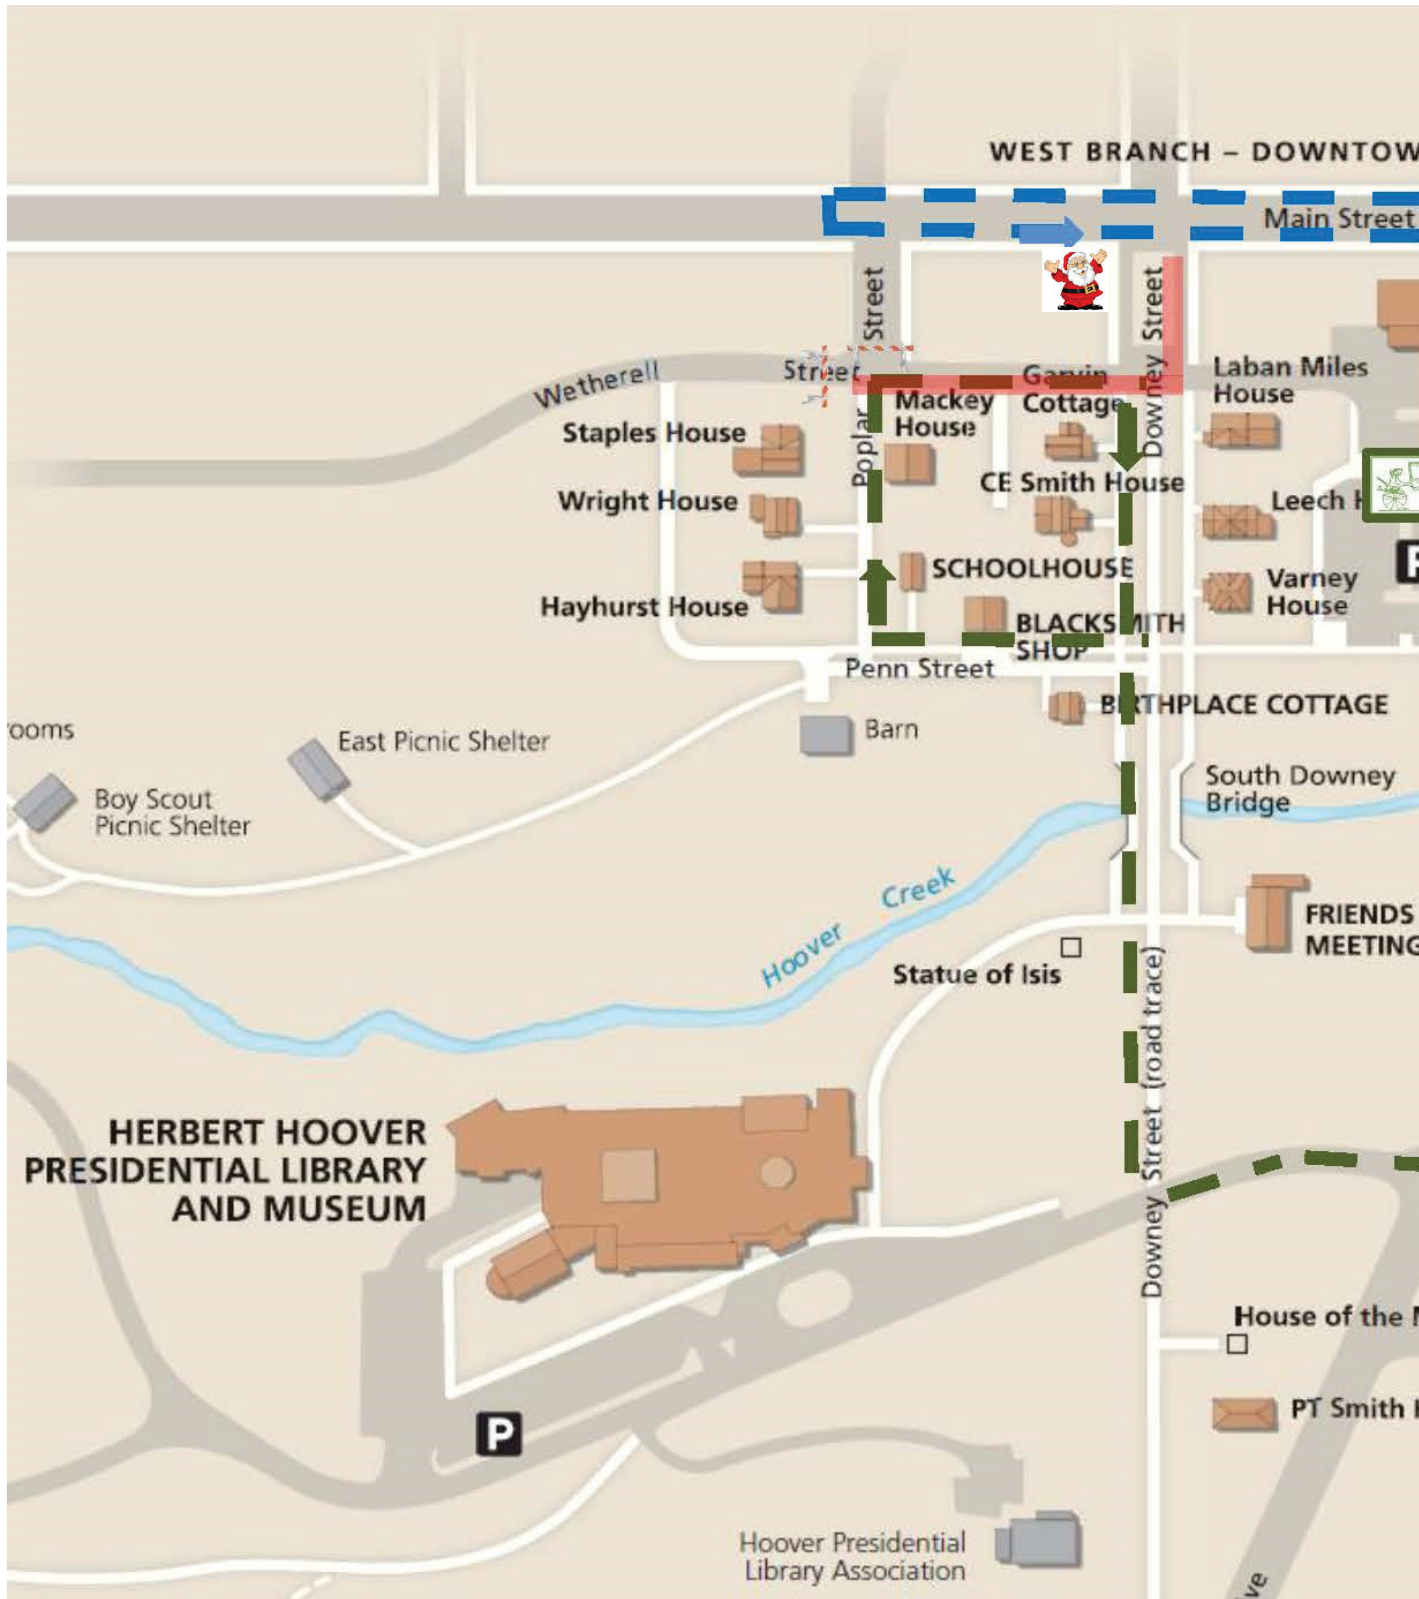 WEST BRANCH – DOWNTOW
Main Street
Street
Downey Street
Wetherell
Street
Garvin
Cottage
Laban Miles
House
Mackey
House
Poplar
Staples House
CE Smith House
Wright House
Leech H
P
SCHOOLHOUSE
Varney
House
Hayhurst House
BLACKSMITH
SHOP
Penn Street
BIRTHPLACE COTTAGE
rooms
Barn
East Picnic Shelter
South Downey
Bridge
Boy Scout
Picnic Shelter
Hoover Creek
FRIENDS
MEETING
Statue of Isis
Downey Street (road trace)
HERBERT HOOVER
PRESIDENTIAL LIBRARY
AND MUSEUM
House of the M
PT Smith H
P
Hoover Presidential
Library Association
ve